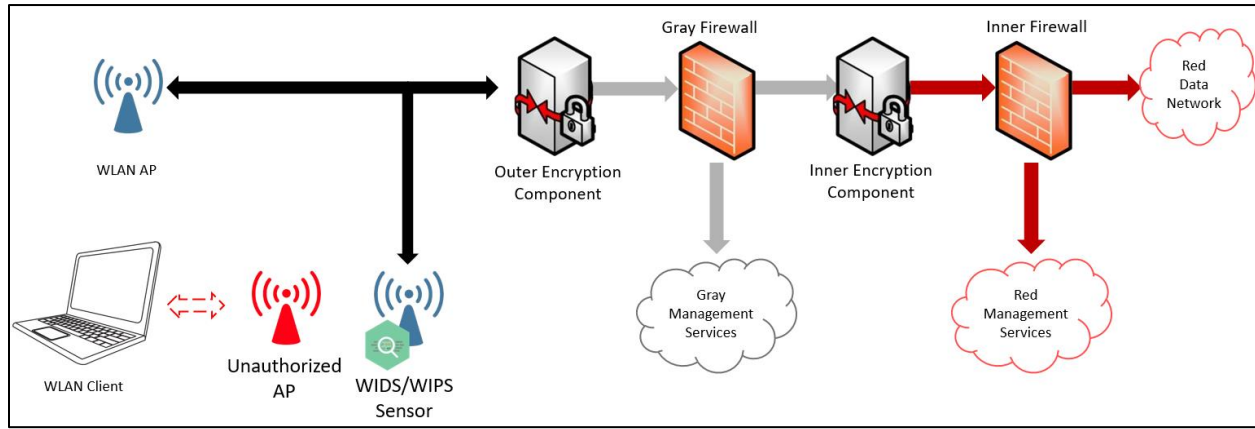 Gray Firewall
Inner Firewall
Red
Data
Network
WLAN AP
Outer Encryption
Component
Inner Encryption
Component
Gray
Management
Services
Red
Management
Services
WLAN Client
Unauthorized
AP
WIDS/WIPS
Sensor